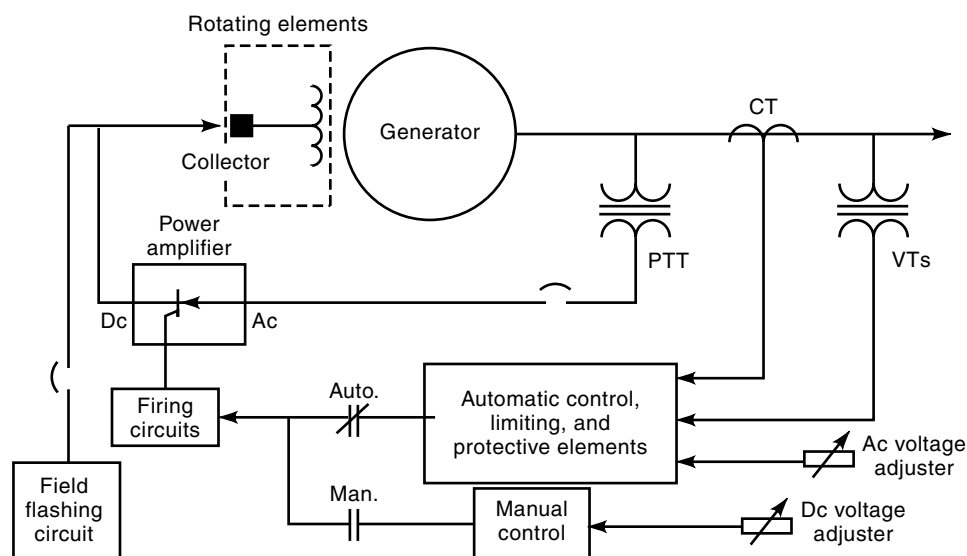 Rotating elements
Generator
CT
Collector
Power
amplifier
PTT
VTs
Dc
Ac
Auto.
Firing
circuits
Automatic control,
limiting, and
protective elements
Ac voltage
adjuster
Field
flashing
circuit
Man.
Manual
control
Dc voltage
adjuster